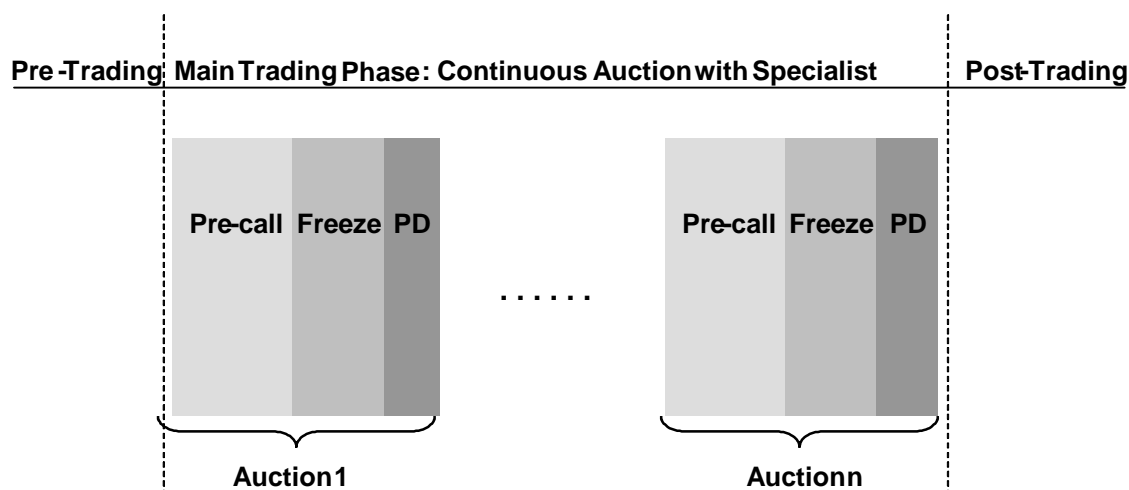 Pre-Trading Main Trading Phase: Continuous Auction with Specialist Post-Trading
Pre-call Freeze PD Pre-call Freeze PD
......
Auction1 Auctionn